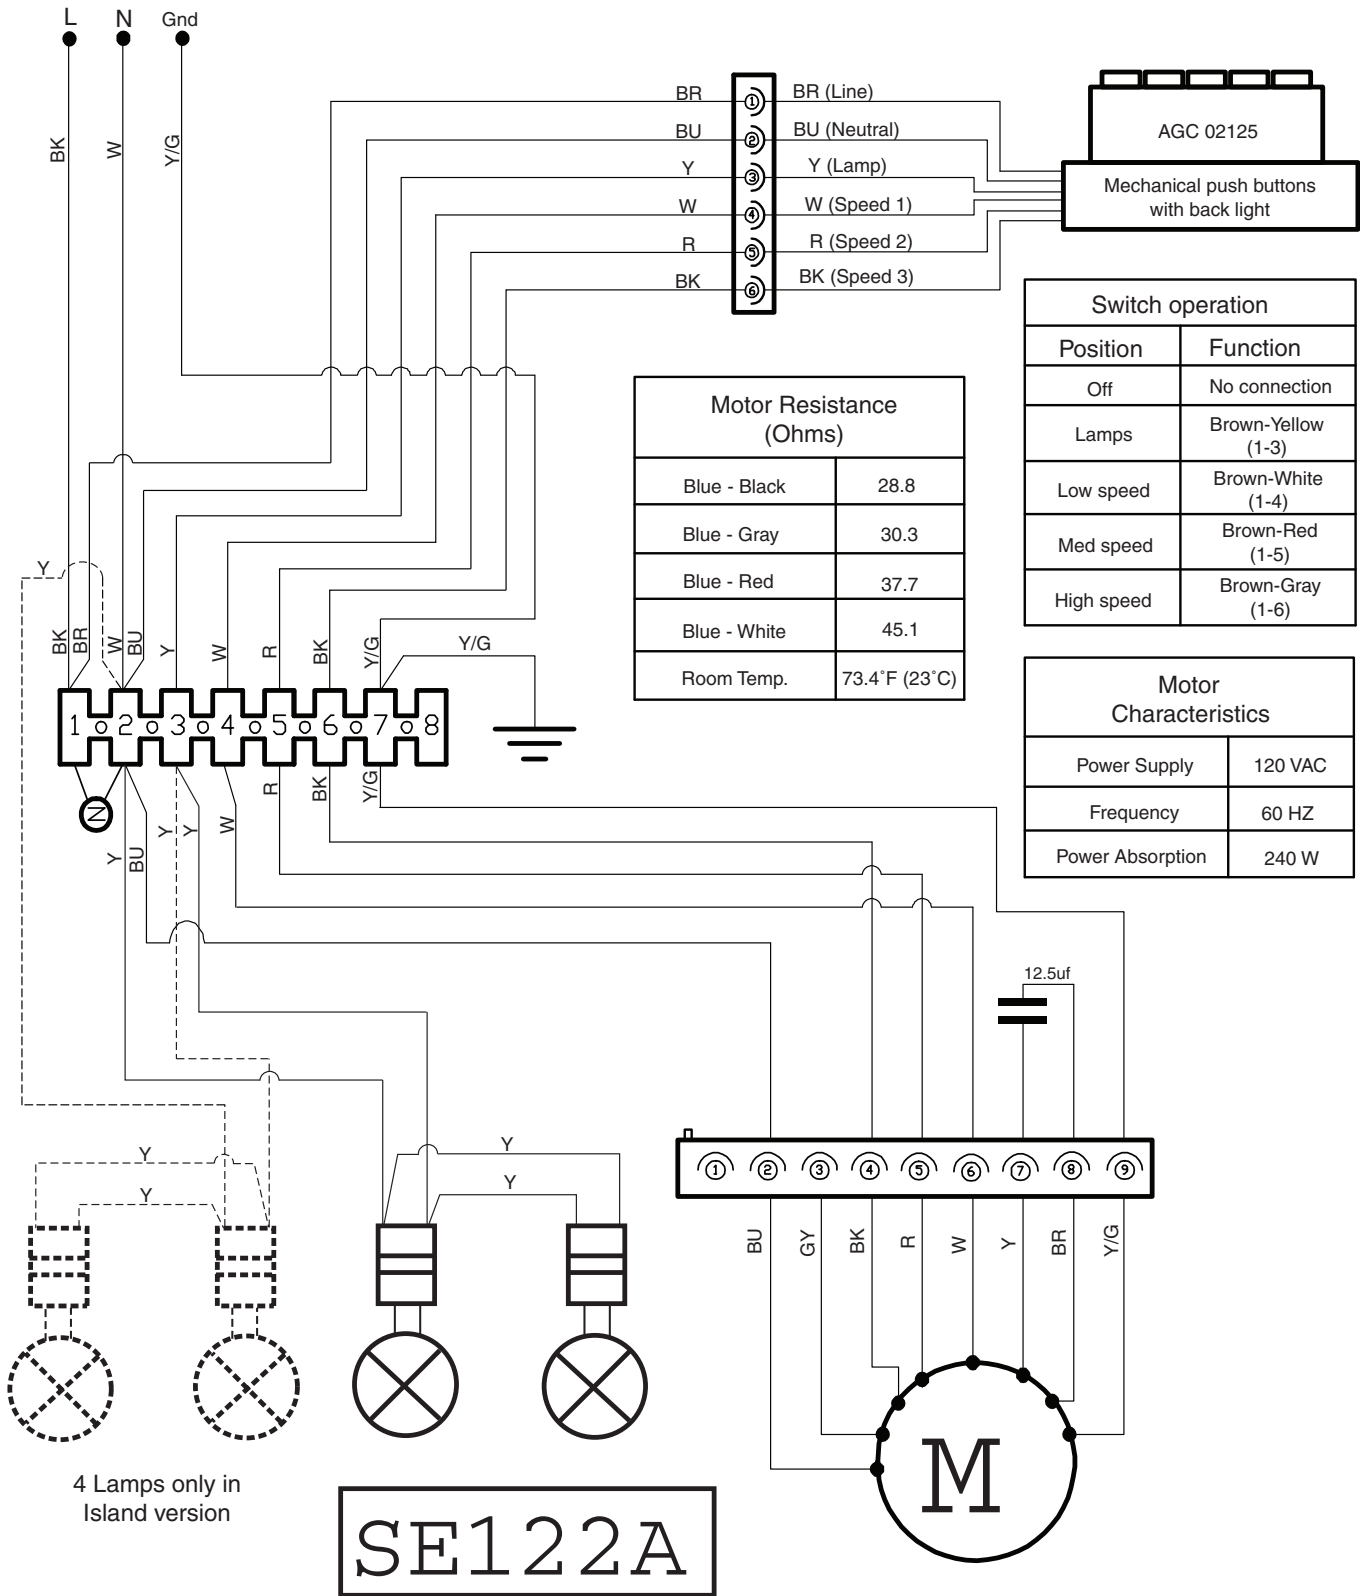 L N Gnd
BK W Y/G
BR BR (Line)
BU BU (Neutral)
Y Y (Lamp)
W W (Speed 1)
R R (Speed 2)
BK BK (Speed 3)
1
2
3
4
5
6
AGC 02125
Mechanical push buttons
with back light
Switch operation
Position Function
Off No connection
Lamps Brown-Yellow
(1-3)
Low speed Brown-White
(1-4)
Med speed Brown-Red
(1-5)
High speed Brown-Gray
(1-6)
Motor Resistance
(Ohms)
Blue - Black 28.8
Blue - Gray 30.3
Blue - Red 37.7
Blue - White 45.1
Room Temp. 73.4˚F (23˚C)
Motor
Characteristics
Power Supply 120 VAC
Frequency 60 HZ
Power Absorption 240 W
Y
BK BR W BU Y W R BK Y/G Y/G
1 2 3 4 5 6 7 8
N
Y BU Y Y W R BK Y/G
12.5uf
Y
Y
Y
Y
1 2 3 4 5 6 7 8 9
BU GY BK R W Y BR Y/G
M
4 Lamps only in
Island version
SE122A